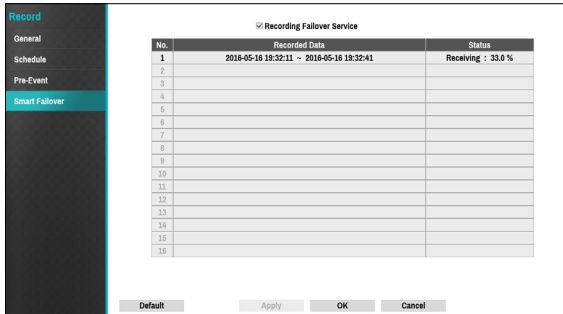 Record
General
Schedule
Pre-Event
Smart Failover
Recording Failover Service
No. Recorded Data Status
1 2016-05-16 19:32:11 ~ 2016-05-16 19:32:41 Receiving : 33.0 %
2
3
4
5
6
7
8
9
10
11
12
13
14
15
16
Default Apply OK Cancel